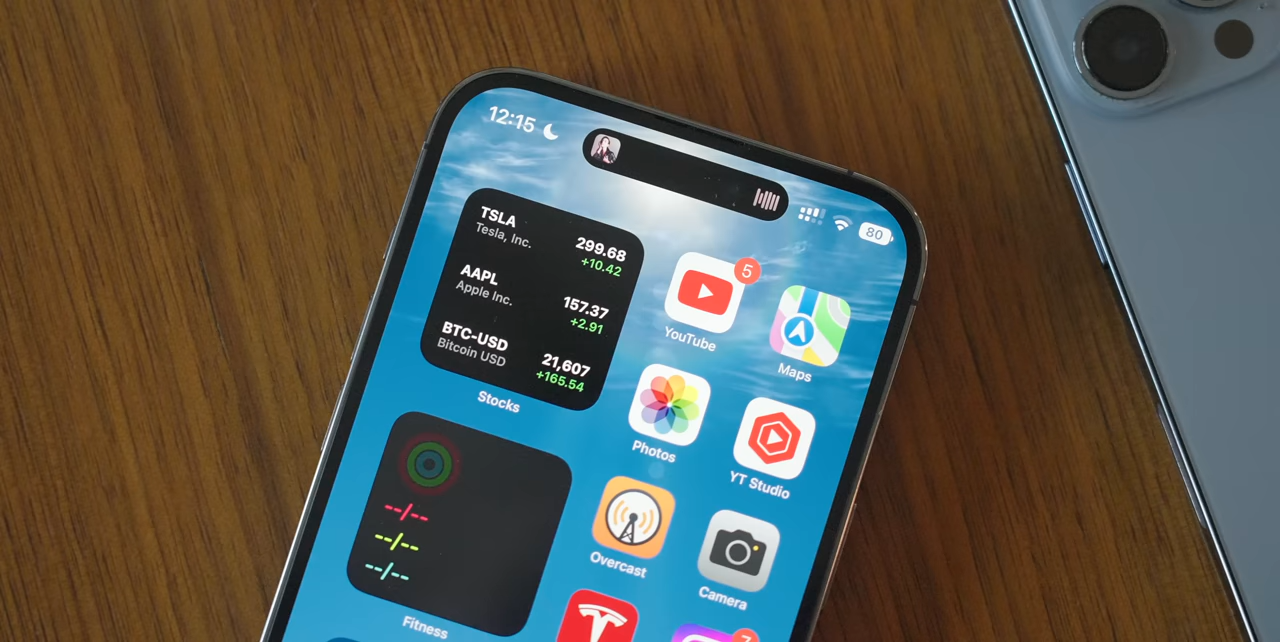 12:15
80
TSLA 299.68
Tesla, Inc. +10.42
AAPL 157.37
Apple Inc. +2.91
BTC-USD 21,607
Bitcoin USD +165.54
Stocks
5
YouTube
Maps
Photos
YT Studio
--/--
--/--
--/--
Fitness
Overcast
Camera
7